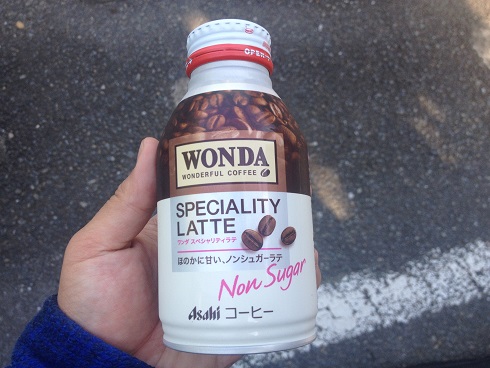 OPEN
WONDA
WONDERFUL COFFEE
SPECIALITY
LATTE
ワンダ スペシャリティラテ
ほのかに甘い、ノンシュガーラテ
Non Sugar
Asahi コーヒー